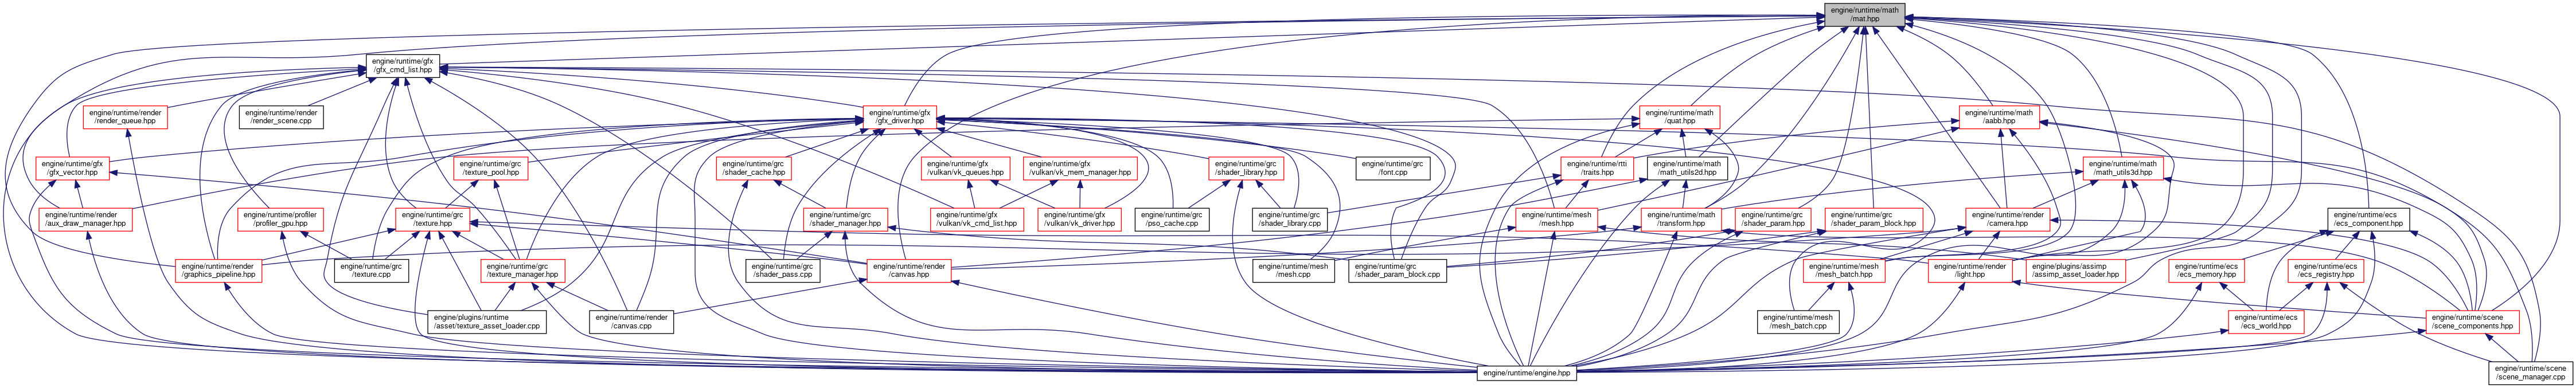 engine/runtime/math
/mat.hpp
engine/runtime/gfx
/gfx_cmd_list.hpp
engine/runtime/render
/render_queue.hpp
engine/runtime/render
/render_scene.cpp
engine/runtime/gfx
/gfx_driver.hpp
engine/runtime/math
/quat.hpp
engine/runtime/math
/aabb.hpp
engine/runtime/gfx
/gfx_vector.hpp
engine/runtime/grc
/texture_pool.hpp
engine/runtime/grc
/shader_cache.hpp
engine/runtime/gfx
/vulkan/vk_queues.hpp
engine/runtime/gfx
/vulkan/vk_mem_manager.hpp
engine/runtime/grc
/shader_library.hpp
engine/runtime/grc
/font.cpp
engine/runtime/rtti
/traits.hpp
engine/runtime/math
/math_utils2d.hpp
engine/runtime/math
/math_utils3d.hpp
engine/runtime/render
/aux_draw_manager.hpp
engine/runtime/profiler
/profiler_gpu.hpp
engine/runtime/grc
/texture.hpp
engine/runtime/grc
/shader_manager.hpp
engine/runtime/gfx
/vulkan/vk_cmd_list.hpp
engine/runtime/gfx
/vulkan/vk_driver.hpp
engine/runtime/grc
/pso_cache.cpp
engine/runtime/grc
/shader_library.cpp
engine/runtime/mesh
/mesh.hpp
engine/runtime/math
/transform.hpp
engine/runtime/grc
/shader_param.hpp
engine/runtime/grc
/shader_param_block.hpp
engine/runtime/render
/camera.hpp
engine/runtime/ecs
/ecs_component.hpp
engine/runtime/render
/graphics_pipeline.hpp
engine/runtime/grc
/texture.cpp
engine/runtime/grc
/texture_manager.hpp
engine/runtime/grc
/shader_pass.cpp
engine/runtime/render
/canvas.hpp
engine/runtime/mesh
/mesh.cpp
engine/runtime/grc
/shader_param_block.cpp
engine/runtime/mesh
/mesh_batch.hpp
engine/runtime/render
/light.hpp
engine/plugins/assimp
/assimp_asset_loader.hpp
engine/runtime/ecs
/ecs_memory.hpp
engine/runtime/ecs
/ecs_registry.hpp
engine/plugins/runtime
/asset/texture_asset_loader.cpp
engine/runtime/render
/canvas.cpp
engine/runtime/mesh
/mesh_batch.cpp
engine/runtime/ecs
/ecs_world.hpp
engine/runtime/scene
/scene_components.hpp
engine/runtime/engine.hpp
engine/runtime/scene
/scene_manager.cpp